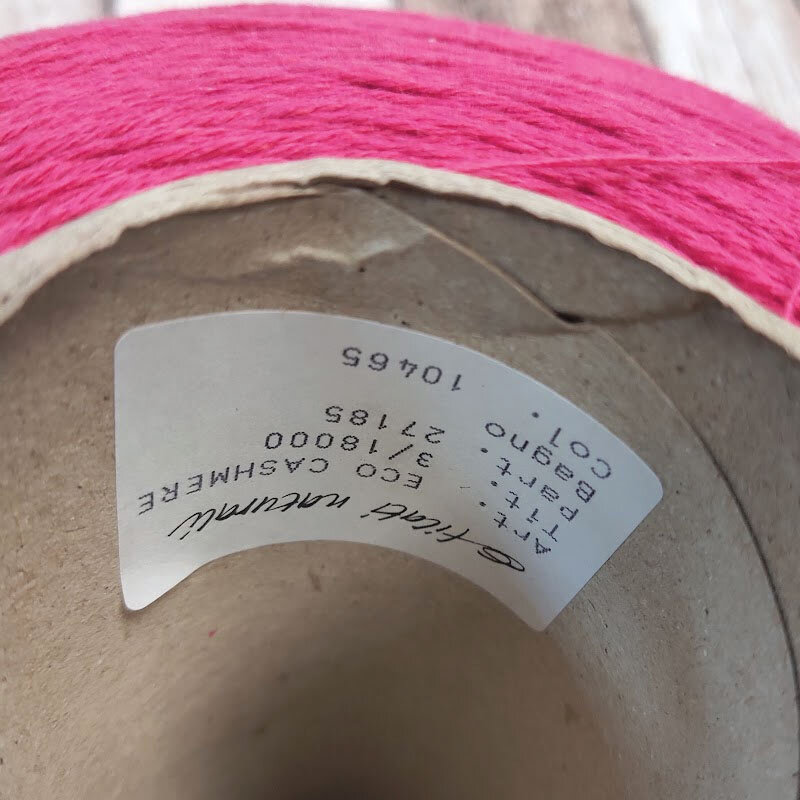 filati naturali
Art. ECO CASHMERE
Tit. 3/18000
Part. 27185
Bagno
Col. 10465